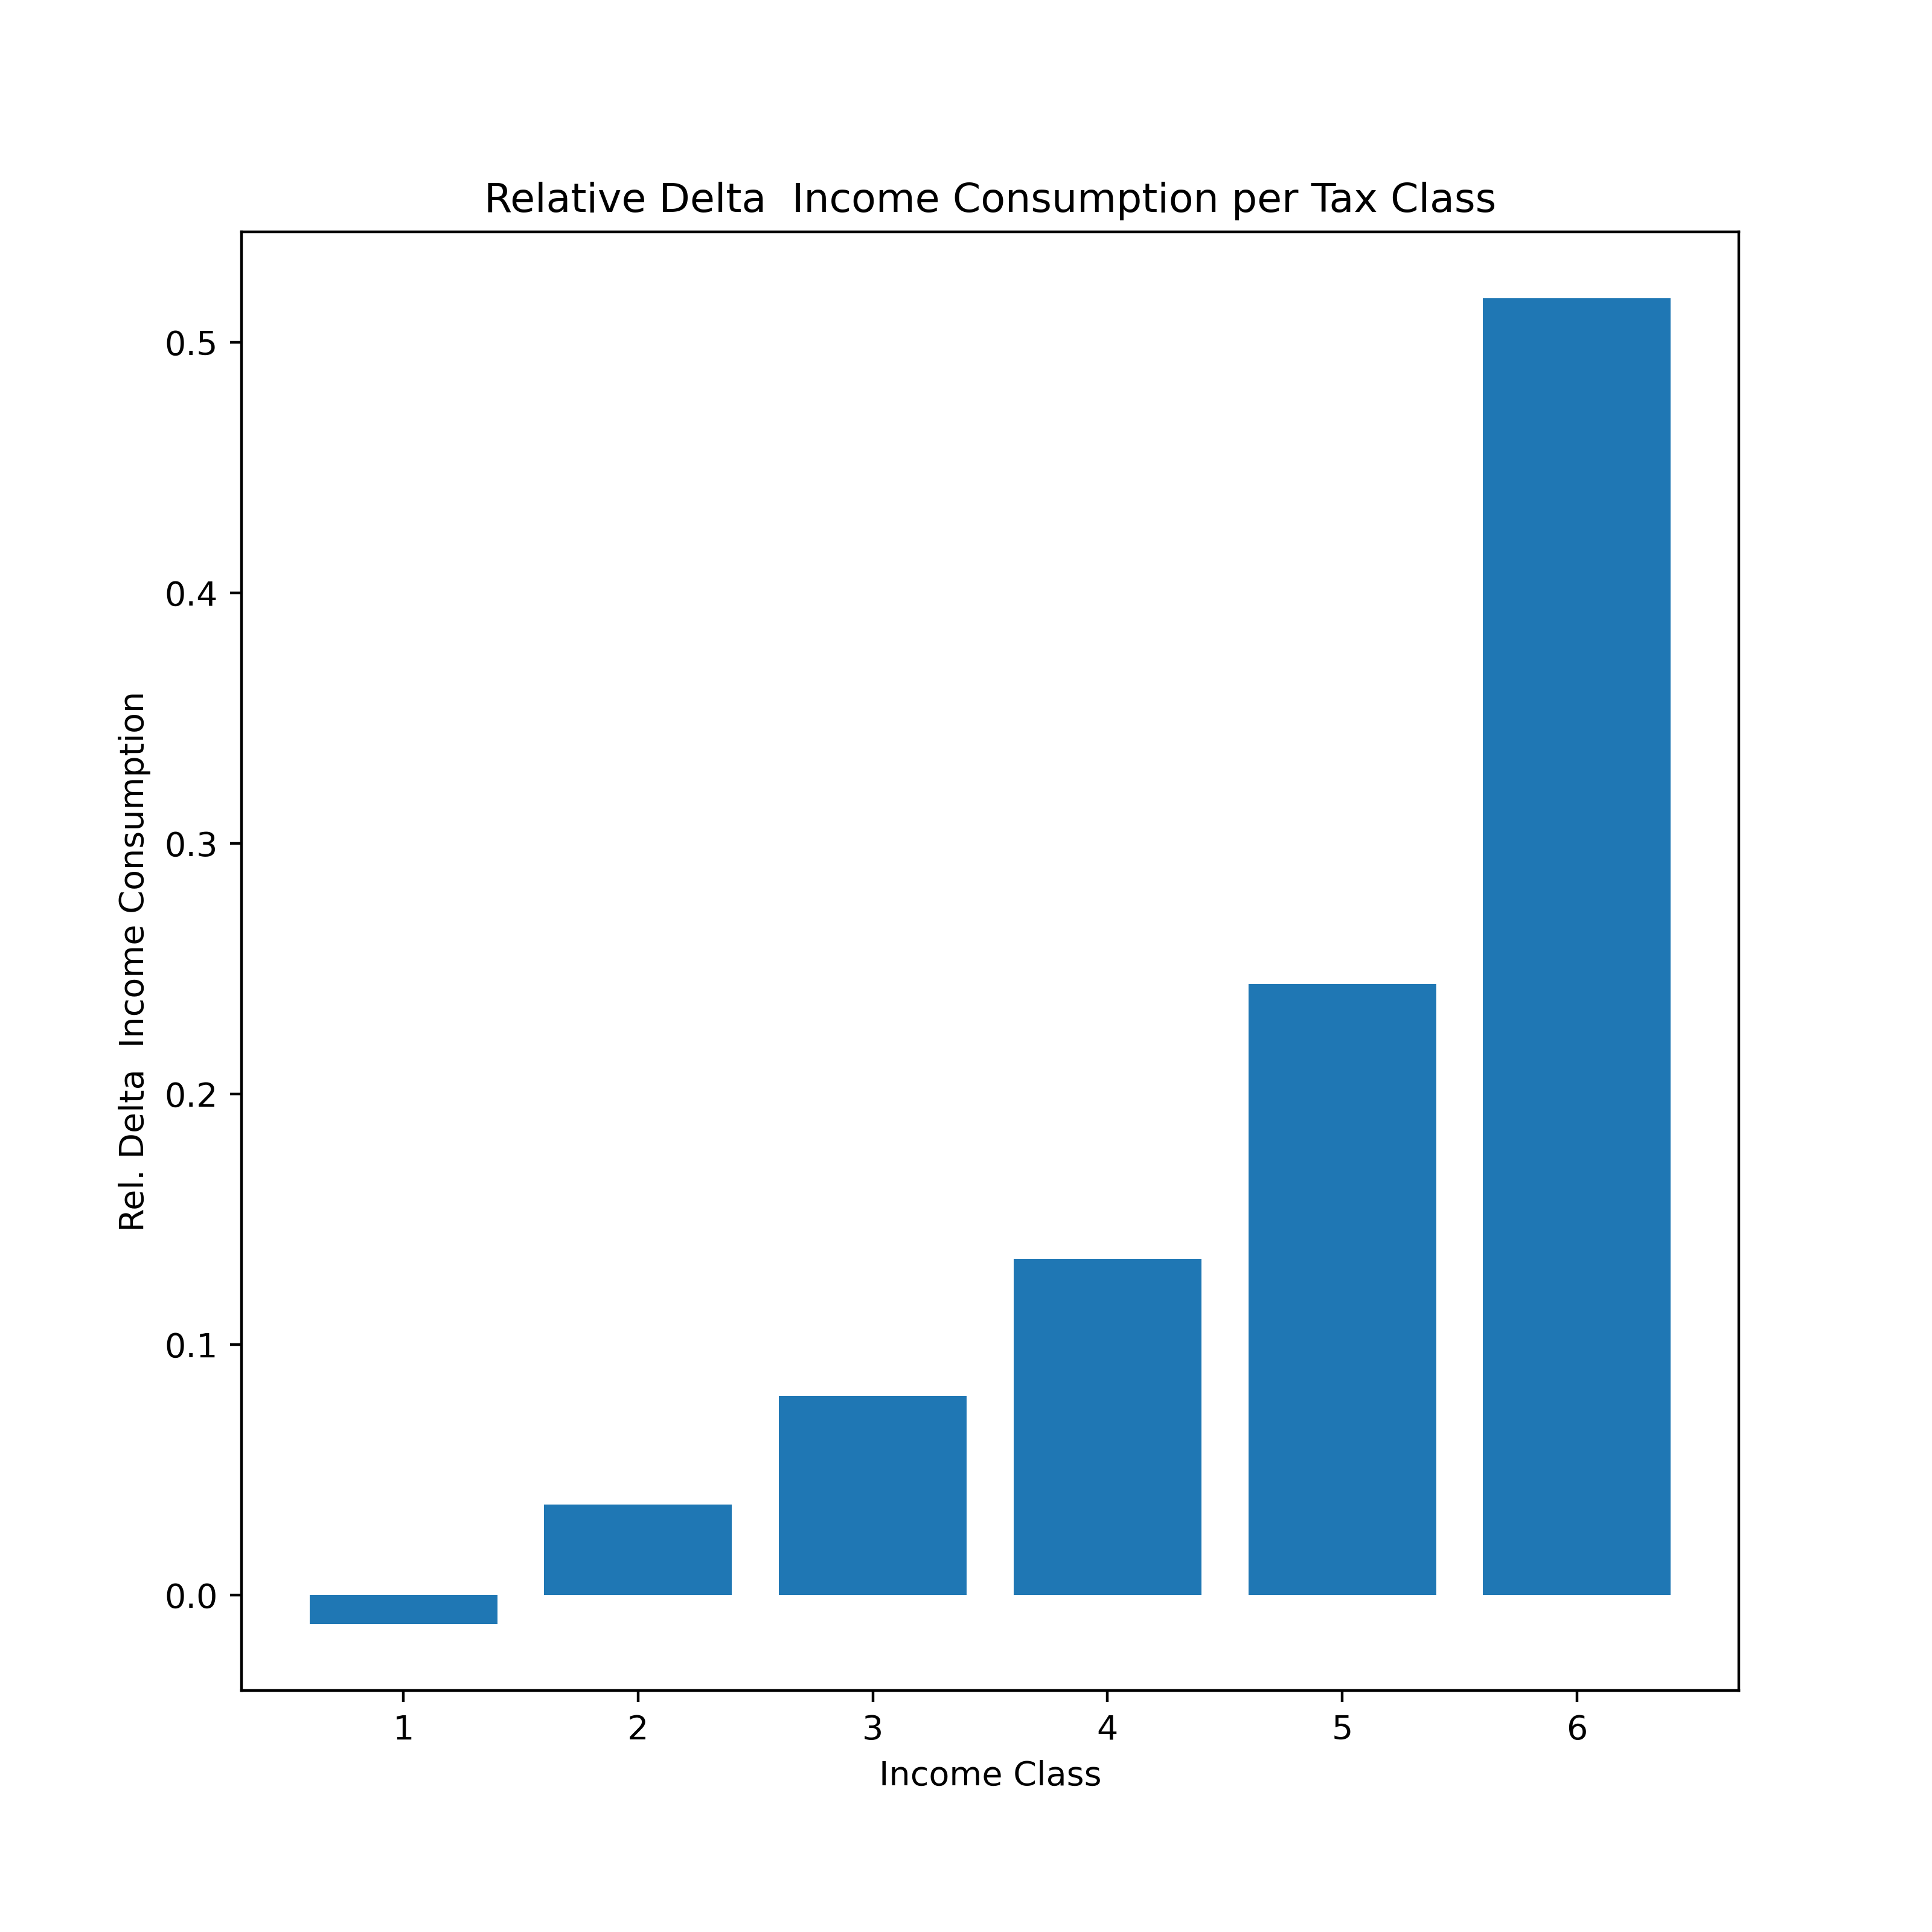 Relative Delta  Income Consumption per Tax Class
Rel. Delta  Income Consumption
0.5
0.4
0.3
0.2
0.1
0.0
1 2 3 4 5 6
Income Class